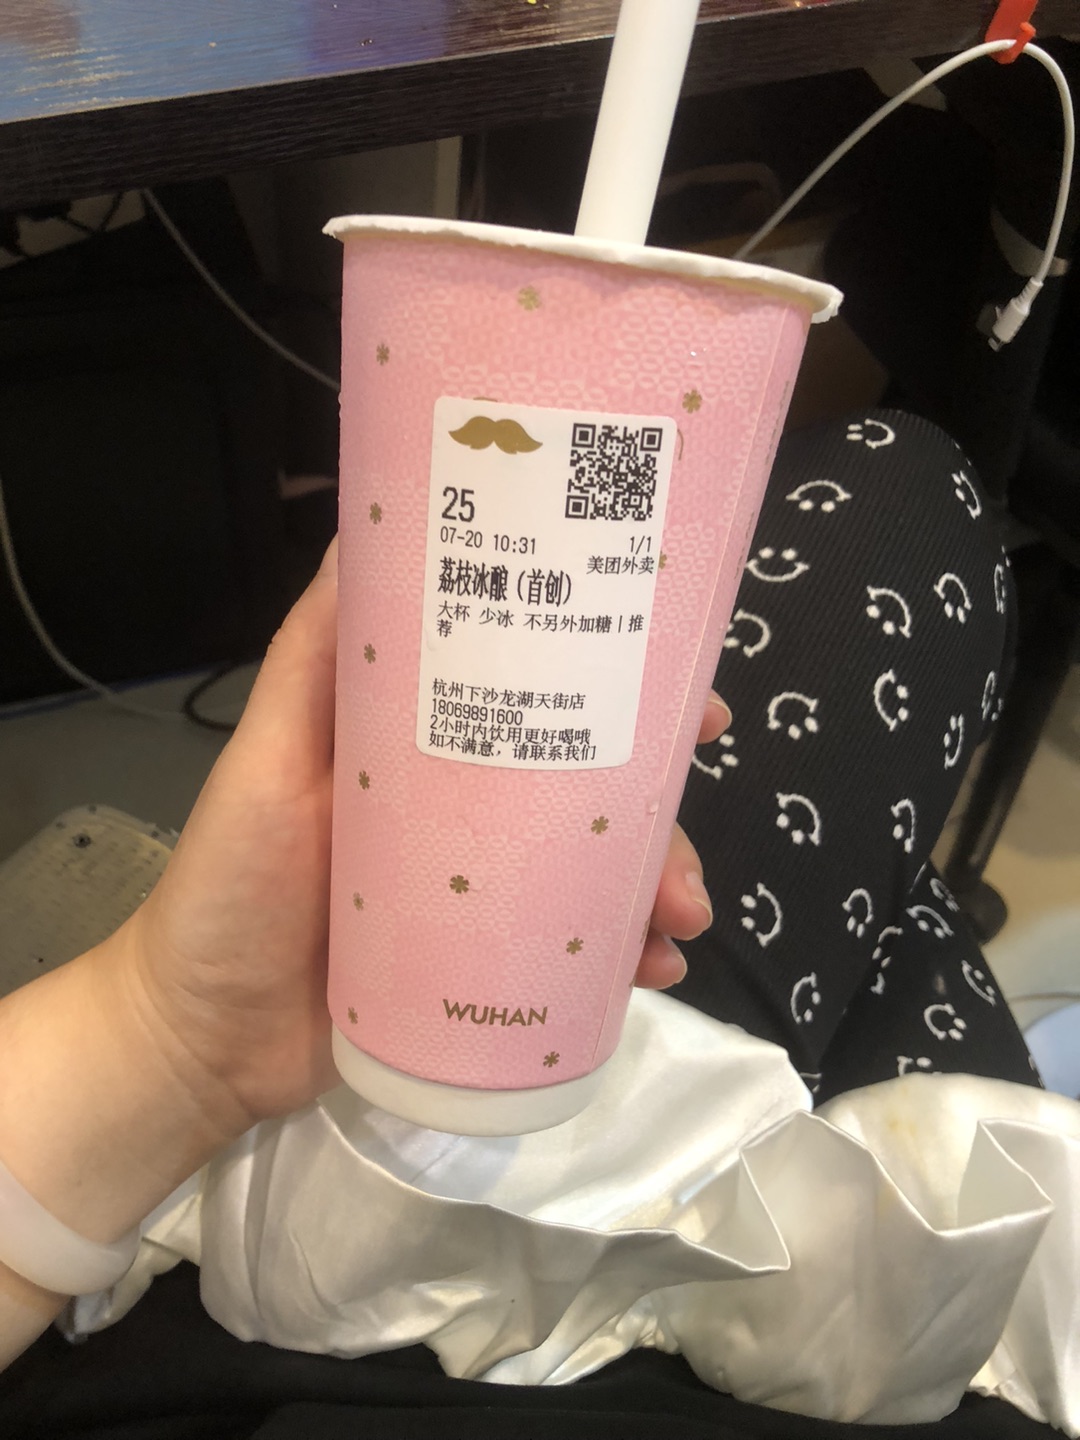 25
07-20 10:31
1/1
美团外卖
荔枝冰酿（首创）
大杯 少冰 不另外加糖|推
荐
杭州下沙龙湖天街店
18069891600
2小时内饮用更好喝哦
如不满意，请联系我们
WUHAN